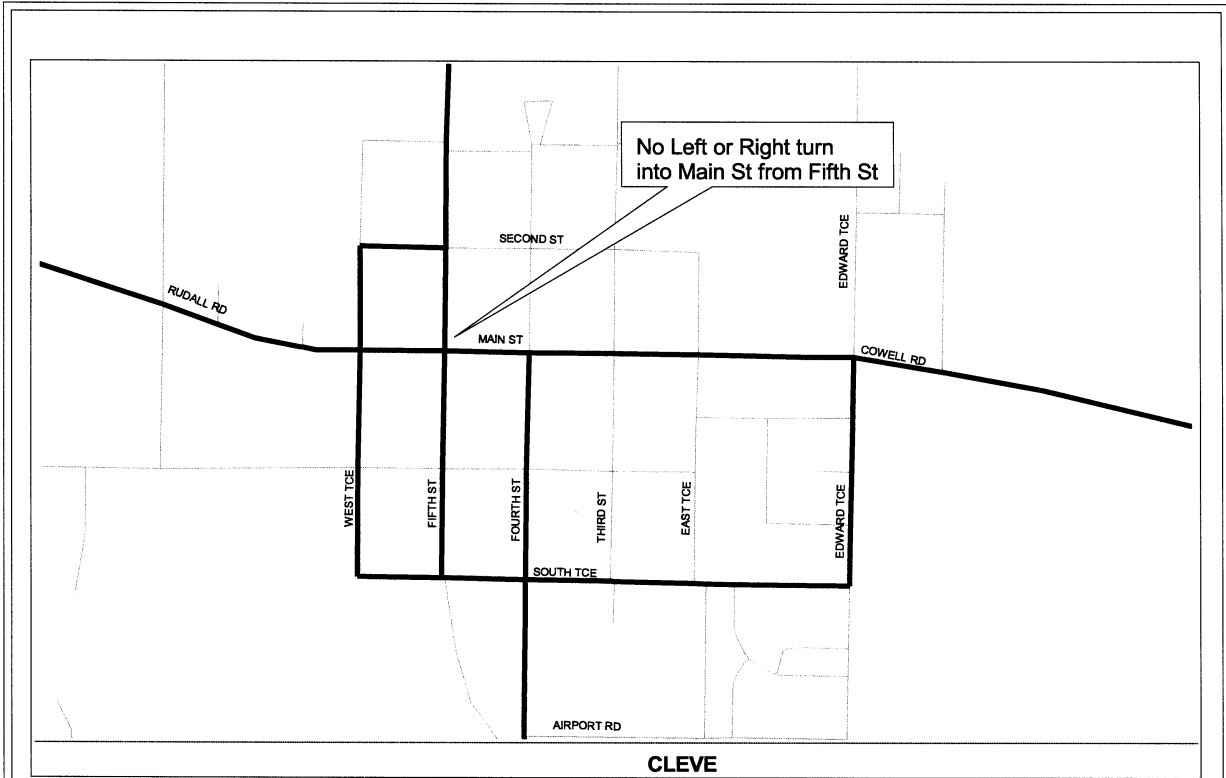 No Left or Right turn
into Main St from Fifth St
EDWARD TCE
SECOND ST
RUDALL RD
MAIN ST
COWELL RD
WEST TCE
FIFTH ST
FOURTH ST
THIRD ST
EAST TCE
EDWARD TCE
SOUTH TCE
AIRPORT RD
CLEVE